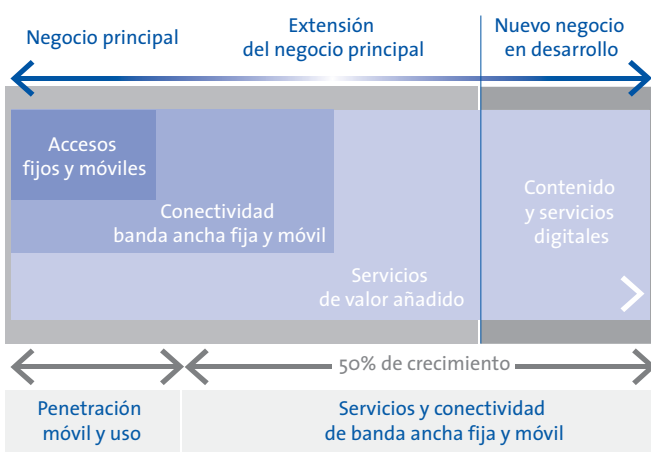 Negocio principal
Extensión
del negocio principal
Nuevo negocio
en desarrollo
Accesos
fijos y móviles
Conectividad
banda ancha fija y móvil
Servicios
de valor añadido
Contenido
y servicios
digitales
50% de crecimiento
Penetración
móvil y uso
Servicios y conectividad
de banda ancha fija y móvil